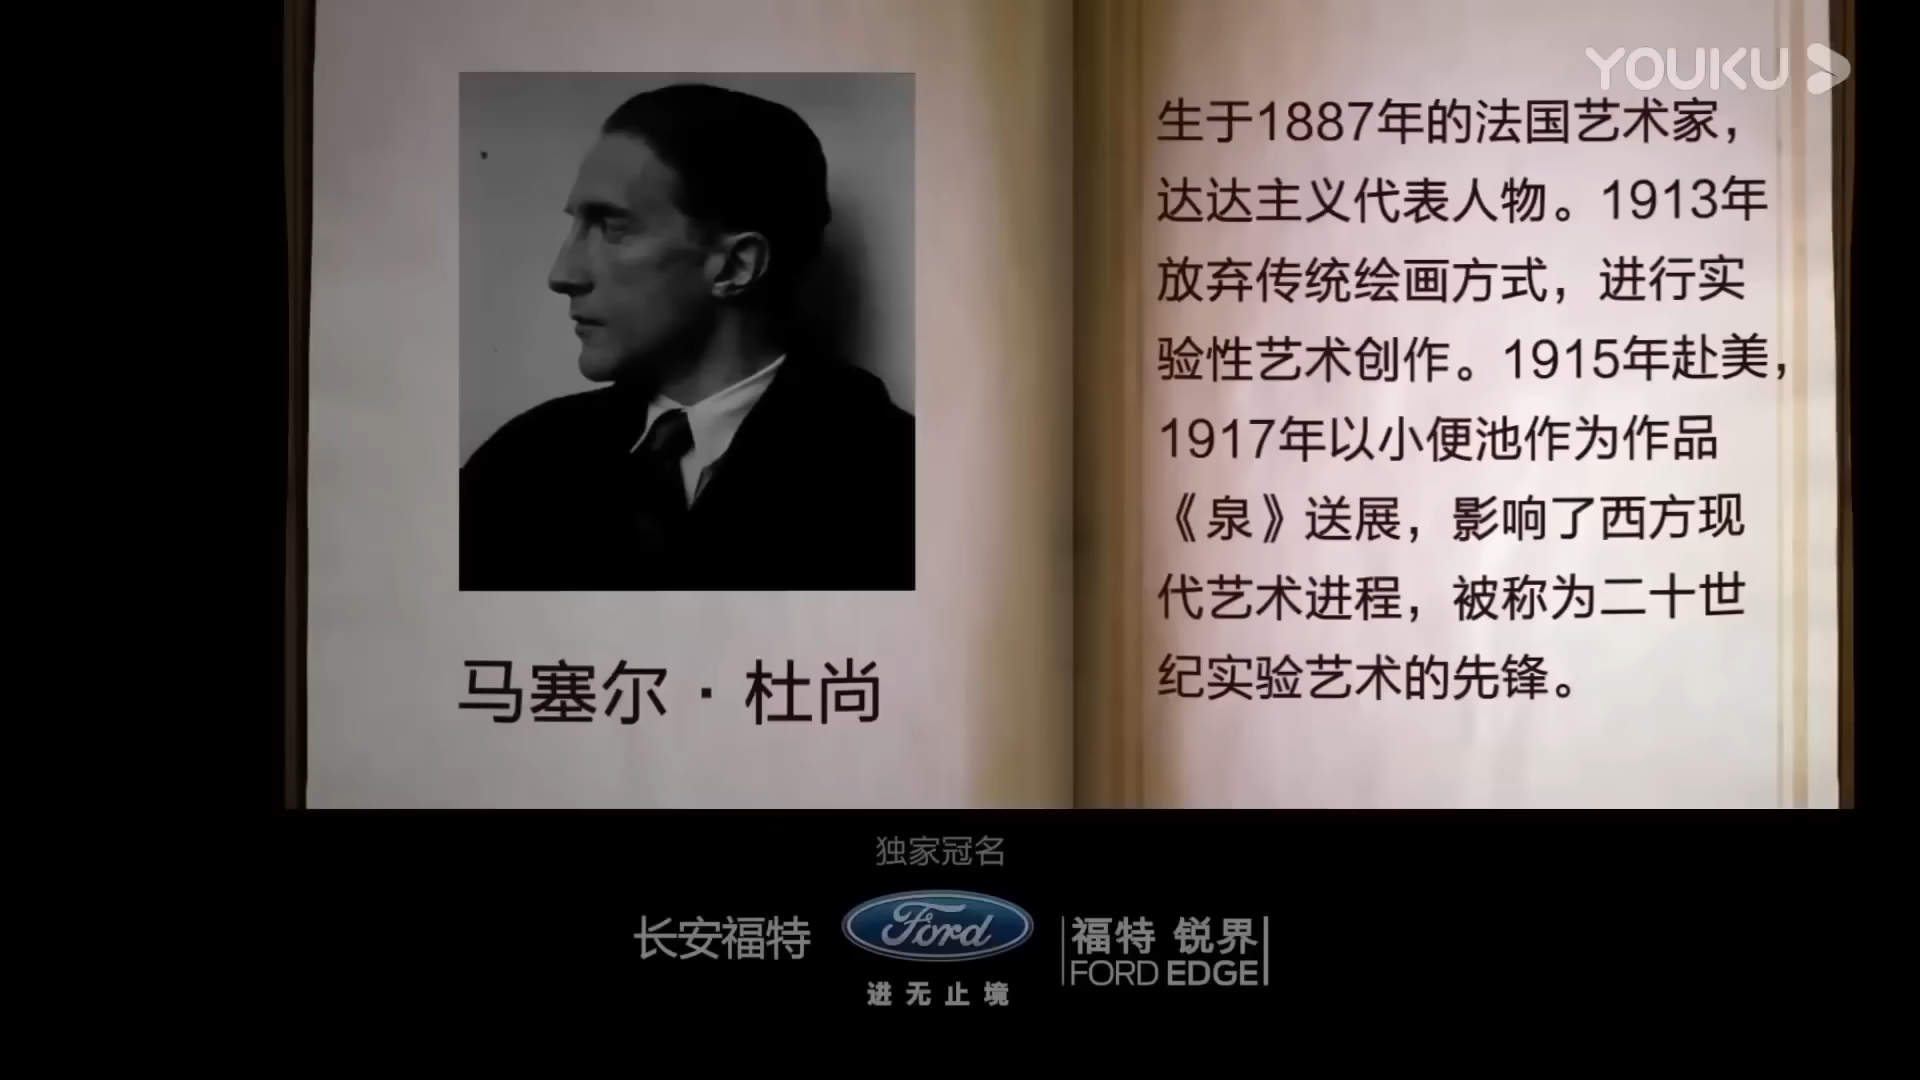 YOUKU
生于1887年的法国艺术家，
达达主义代表人物。1913年
放弃传统绘画方式，进行实
验性艺术创作。1915年赴美，
1917年以小便池作为作品
《泉》送展，影响了西方现
代艺术进程，被称为二十世
纪实验艺术的先锋。
马塞尔·杜尚
独家冠名
长安福特
Ford
进无止境
福特 锐界
FORD EDGE